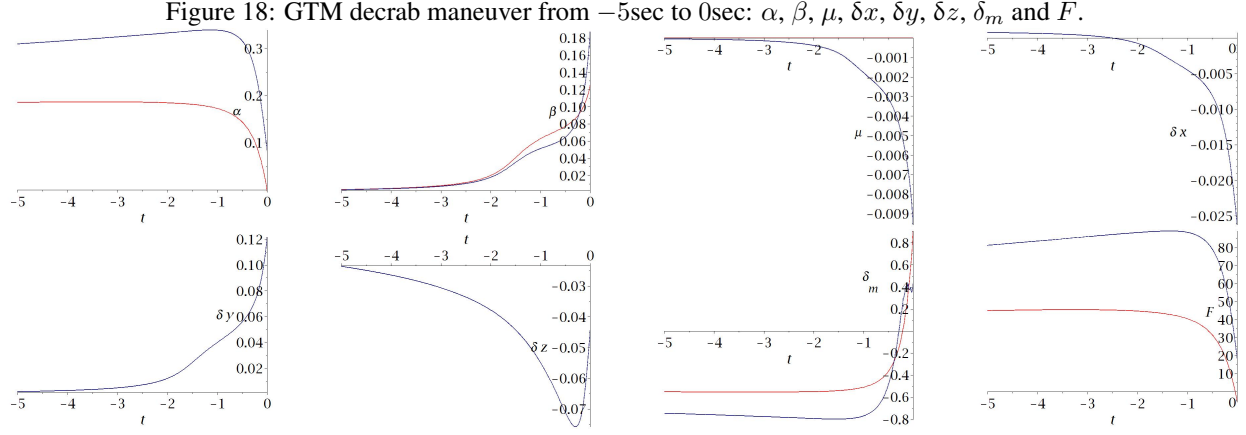 Figure 18: GTM decrab maneuver from −5sec to 0sec: α, β, μ, δx, δy, δz, δm and F.
0.3
0.2
α
0.1
−5 −4 −3 −2 −1 0
t
0.18
0.16
0.14
0.12
β 0.10
0.08
0.06
0.04
0.02
−5 −4 −3 −2 −1 0
t
−5 −4 −3 −2 −1
t
−0.001
−0.002
−0.003
−0.004
μ −0.005
−0.006
−0.007
−0.008
−0.009
−5 −4 −3 −2 −1 0
t
−0.005
−0.010
δ x −0.015
−0.020
−0.025
0.12
0.10
0.08
δ y 0.06
0.04
0.02
−5 −4 −3 −2 −1 0
t
t
−5 −4 −3 −2 −1 0
−0.03
−0.04
δ z −0.05
−0.06
−0.07
0.8
0.6
δm 0.4
0.2
−5 −4 −3 −2 −1
t
−0.2
−0.4
−0.6
−0.8
80
70
60
50
F 40
30
20
10
−5 −4 −3 −2 −1 0
t